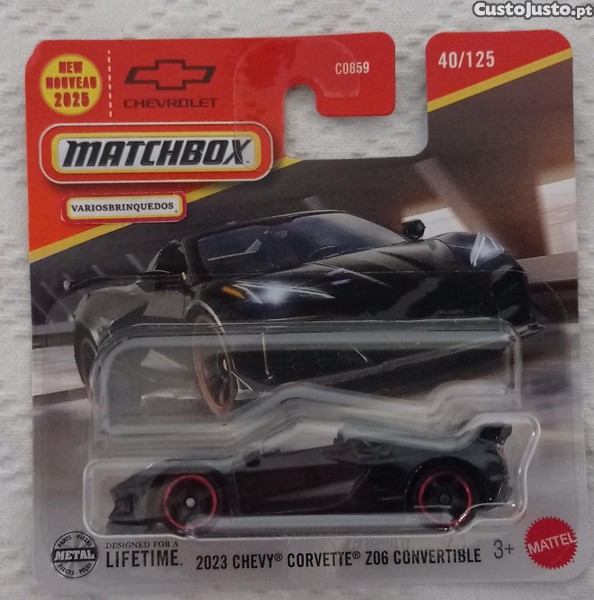 CustoJusto.pt
NEW
NOUVEAU
2025
CHEVROLET
C0859
40/125
MATCHBOX
VARIOSBRINQUEDOS
METAL
DESIGNED FOR A
LIFETIME™
2023 CHEVY® CORVETTE® Z06 CONVERTIBLE
3+
MATTEL